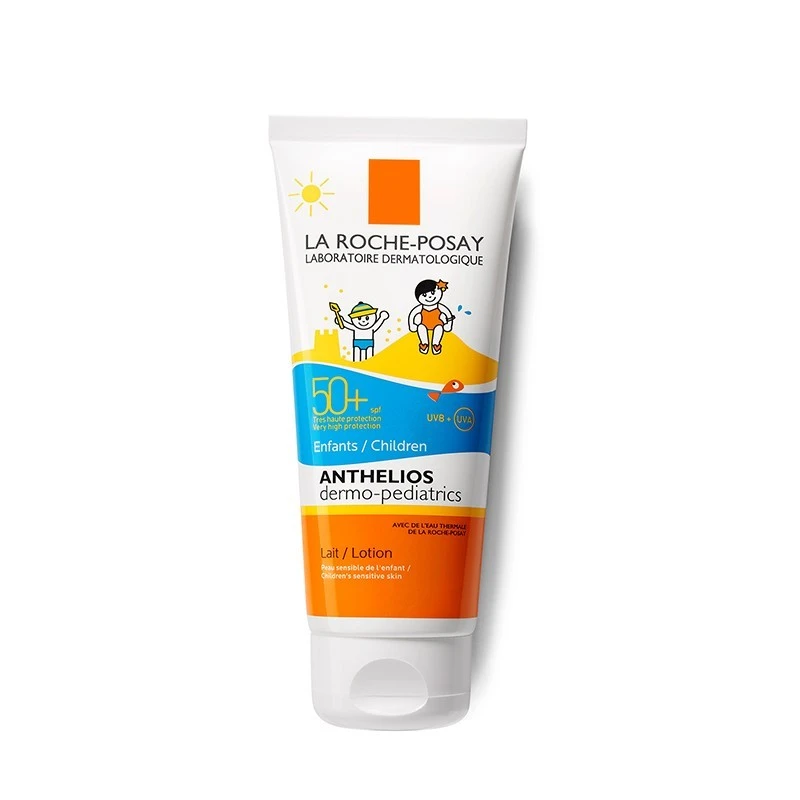 LA ROCHE-POSAY
LABORATOIRE DERMATOLOGIQUE
50+ spf
Très haute protection
Very high protection
UVB + UVA
Enfants / Children
ANTHELIOS
dermo-pediatrics
AVEC DE L'EAU THERMALE
DE LA ROCHE-POSAY
Lait / Lotion
Peau sensible de l'enfant /
Children's sensitive skin